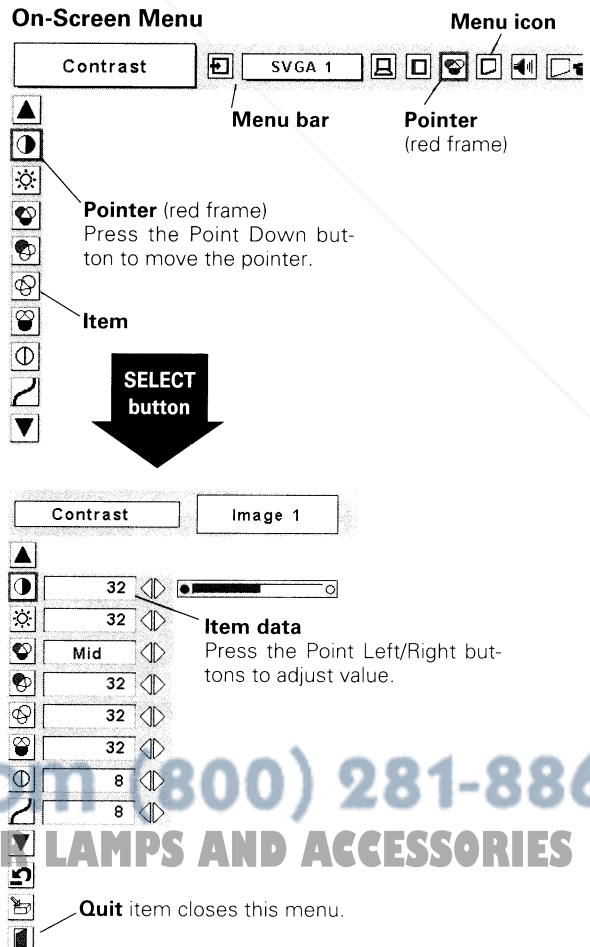 On-Screen Menu
Menu icon
Contrast
SVGA 1
Menu bar
Pointer
(red frame)
Pointer (red frame)
Press the Point Down but-
ton to move the pointer.
Item
SELECT
button
Contrast
Image 1
32
32
Item data
Mid
Press the Point Left/Right but-
tons to adjust value.
32
32
32
8
8
om (800) 281-886
R LAMPS AND ACCESSORIES
Quit item closes this menu.